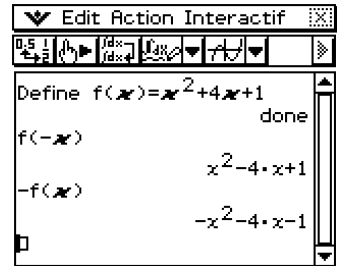 Edit Action Interactif
Define f(x)=x²+4x+1
done
f(-x)
x²-4·x+1
-f(x)
-x²-4·x-1